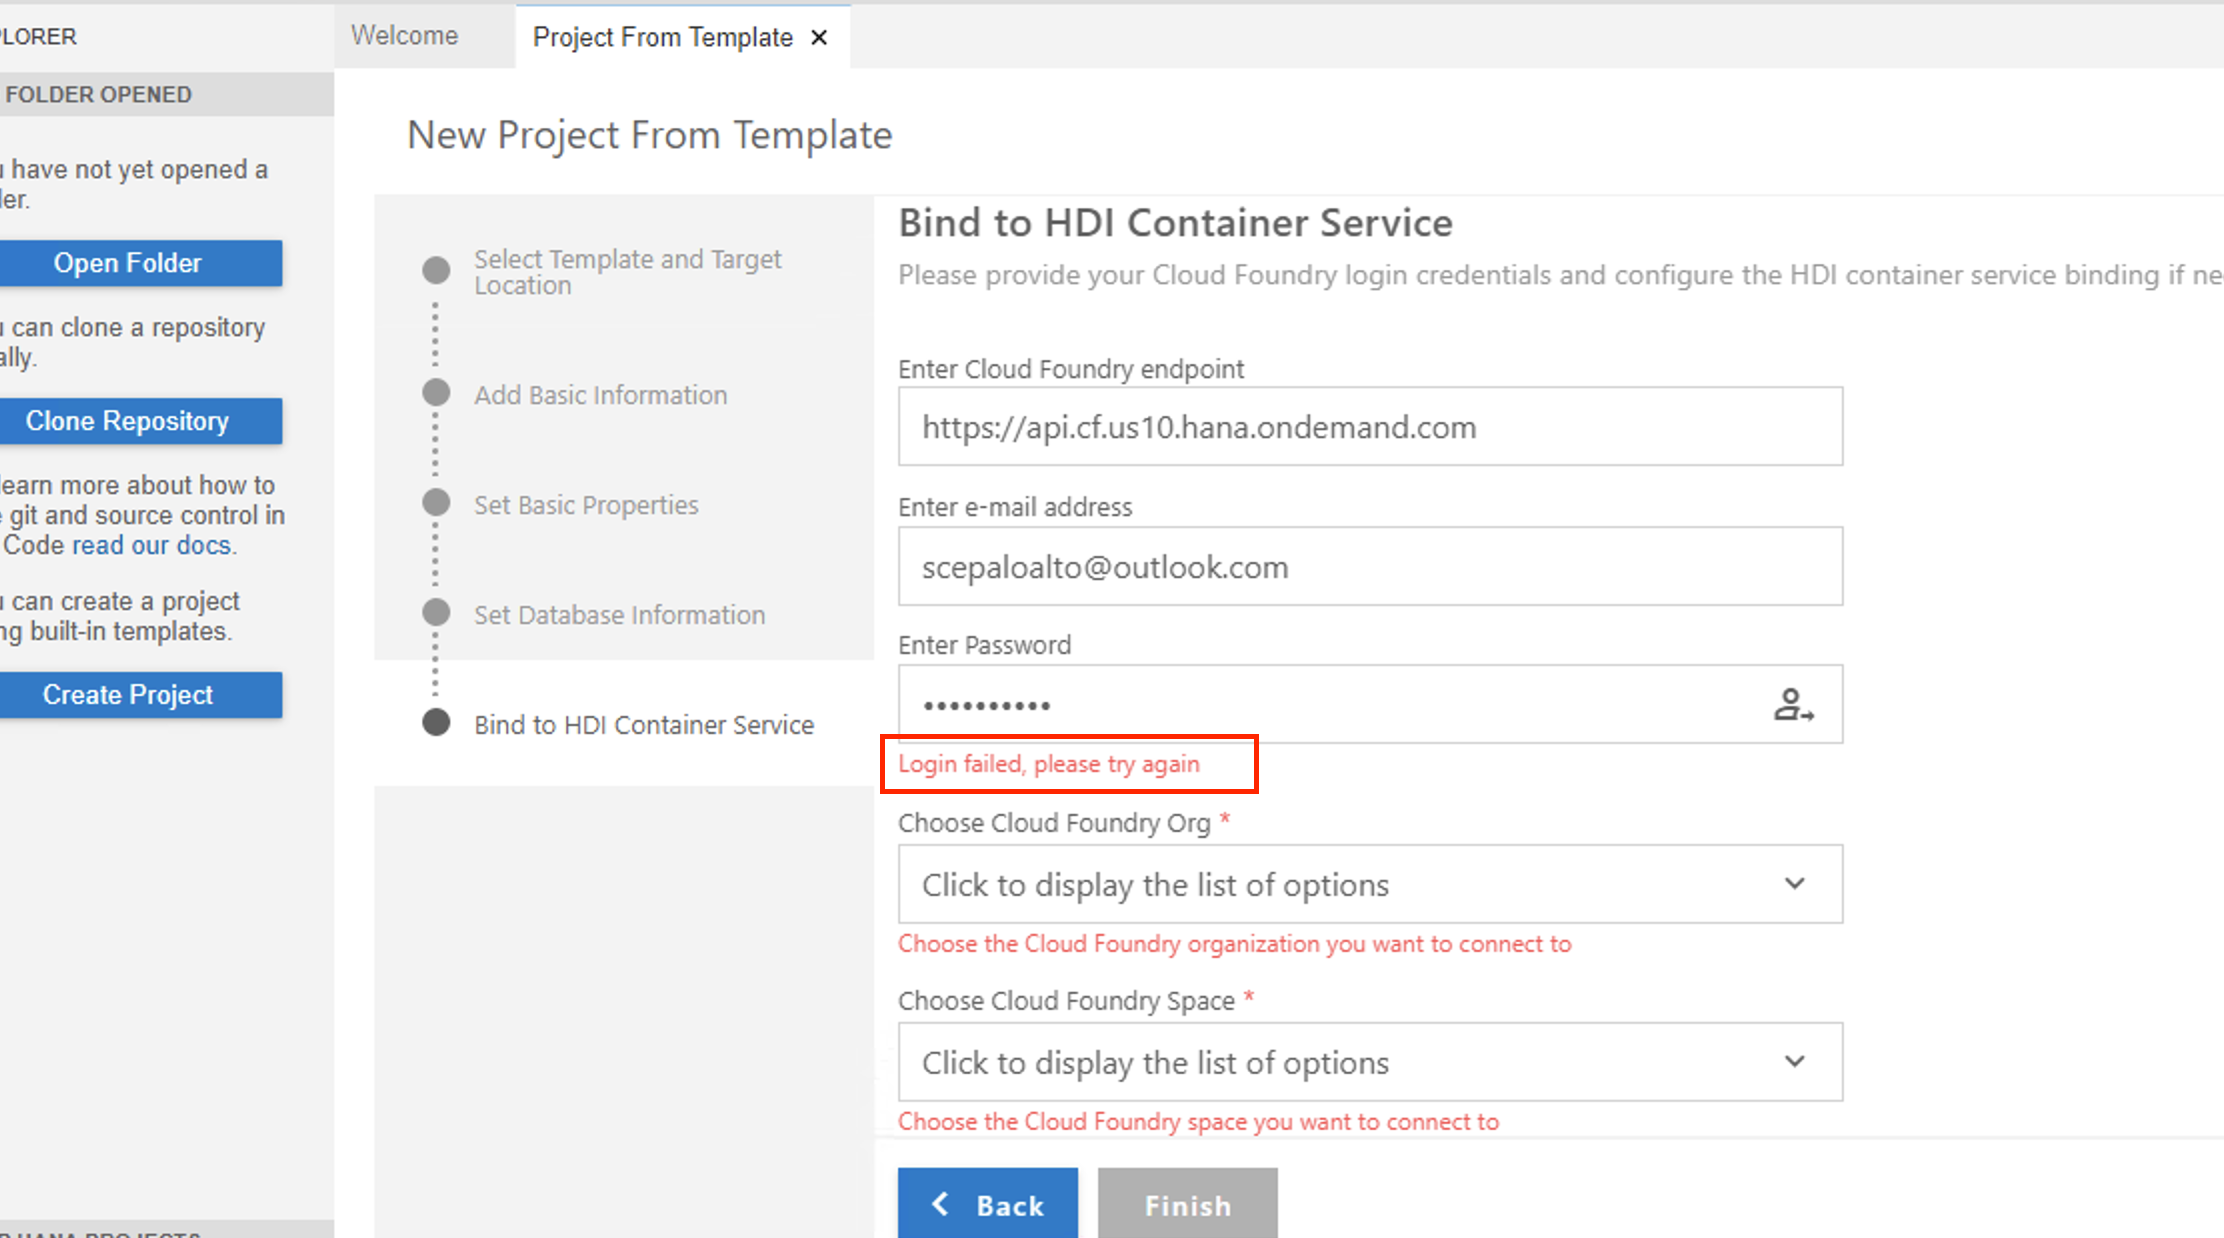 PLORER
FOLDER OPENED
u have not yet opened a
ler.
Open Folder
u can clone a repository
ally.
Clone Repository
learn more about how to
e git and source control in
Code read our docs.
u can create a project
ng built-in templates.
Create Project
Welcome
Project From Template ×
New Project From Template
Select Template and Target
Location
Add Basic Information
Set Basic Properties
Set Database Information
Bind to HDI Container Service
Bind to HDI Container Service
Please provide your Cloud Foundry login credentials and configure the HDI container service binding if ne
Enter Cloud Foundry endpoint
https://api.cf.us10.hana.ondemand.com
Enter e-mail address
scepaloalto@outlook.com
Enter Password
••••••••••
Login failed, please try again
Choose Cloud Foundry Org *
Click to display the list of options
Choose the Cloud Foundry organization you want to connect to
Choose Cloud Foundry Space *
Click to display the list of options
Choose the Cloud Foundry space you want to connect to
Back
Finish